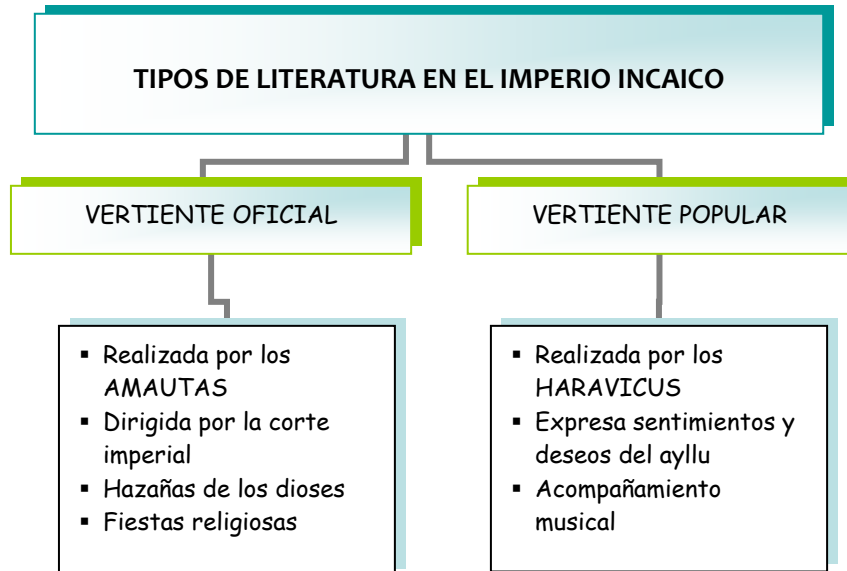 TIPOS DE LITERATURA EN EL IMPERIO INCAICO
VERTIENTE OFICIAL
VERTIENTE POPULAR
▪ Realizada por los
AMAUTAS
▪ Dirigida por la corte
imperial
▪ Hazañas de los dioses
▪ Fiestas religiosas
▪ Realizada por los
HARAVICUS
▪ Expresa sentimientos y
deseos del ayllu
▪ Acompañamiento
musical